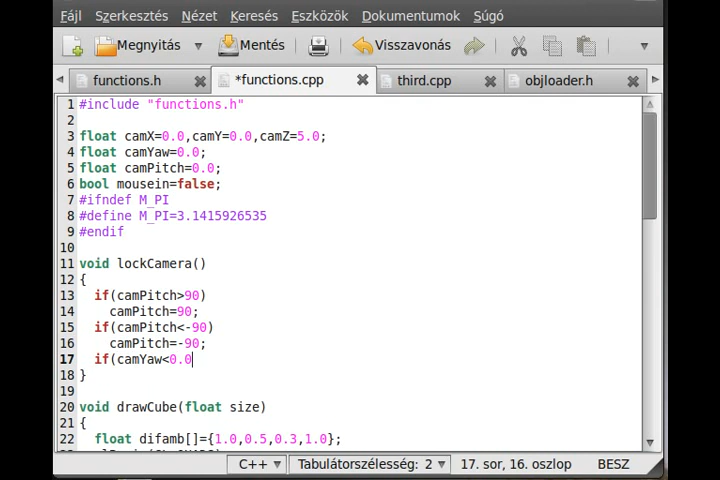 Fájl Szerkesztés Nézet Keresés Eszközök Dokumentumok Súgó
Megnyitás Mentés Visszavonás
functions.h *functions.cpp third.cpp objloader.h
1 #include "functions.h"
2
3 float camX=0.0,camY=0.0,camZ=5.0;
4 float camYaw=0.0;
5 float camPitch=0.0;
6 bool mousein=false;
7 #ifndef M_PI
8 #define M_PI=3.1415926535
9 #endif
10
11 void lockCamera()
12 {
13 if(camPitch>90)
14 camPitch=90;
15 if(camPitch<-90)
16 camPitch=-90;
17 if(camYaw<0.0
18 }
19
20 void drawCube(float size)
21 {
22 float difamb[]={1.0,0.5,0.3,1.0};
C++ Tabulátorszélesség: 2 17. sor, 16. oszlop BESZ